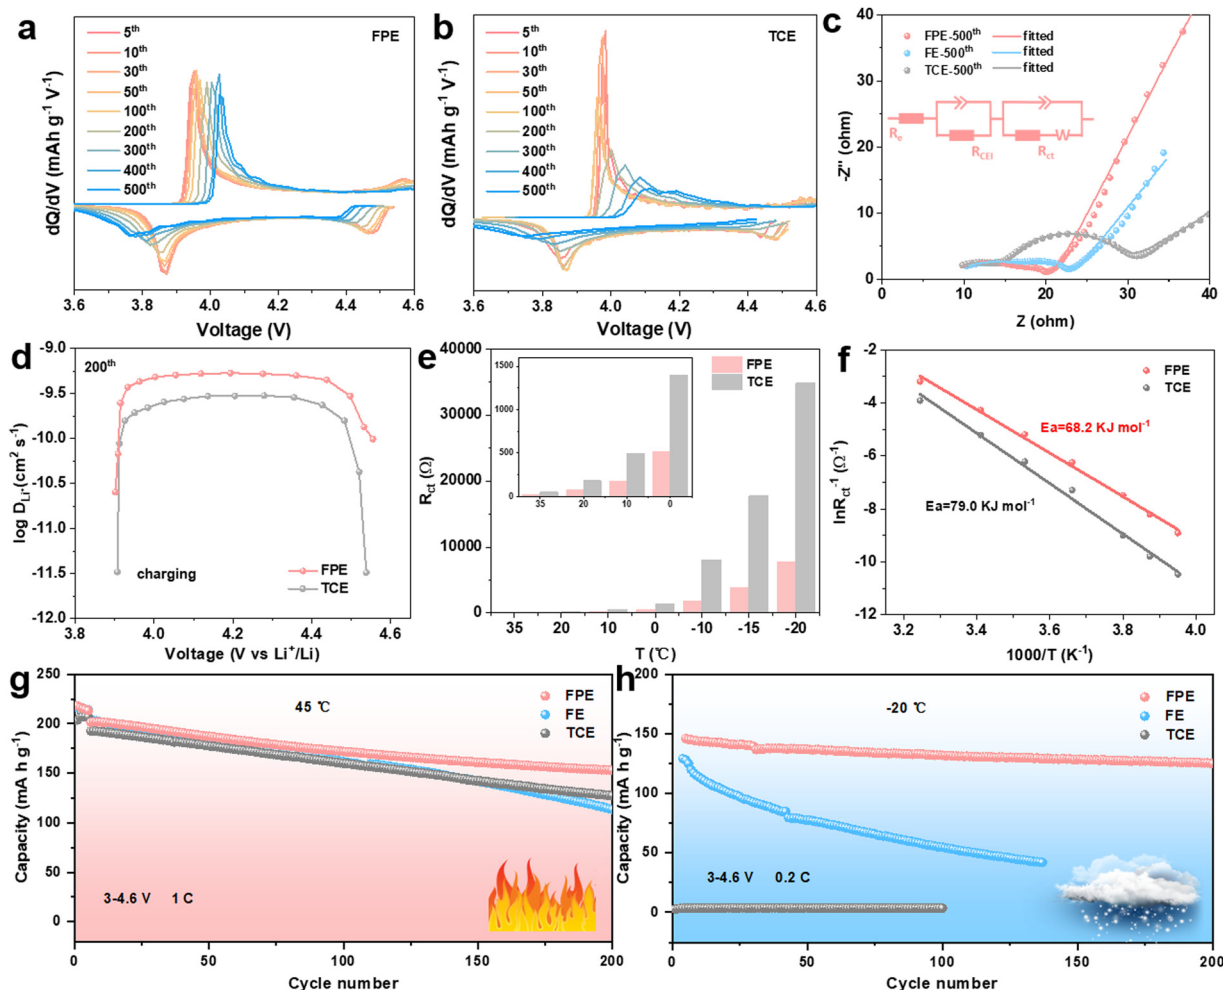 a
FPE
5th
10th
30th
50th
100th
200th
300th
400th
500th
dQ/dV (mAh g-1 V-1)
3.6 3.8 4.0 4.2 4.4 4.6
Voltage (V)
b
TCE
5th
10th
30th
50th
100th
200th
300th
400th
500th
dQ/dV (mAh g-1 V-1)
3.6 3.8 4.0 4.2 4.4 4.6
Voltage (V)
c
FPE-500th fitted
FE-500th fitted
TCE-500th fitted
Re
RCEI
Rct
W
-Z'' (ohm)
40
30
20
10
0
0 10 20 30 40
Z (ohm)
d
200th
charging
FPE
TCE
log DLi+(cm2 s-1)
-9.0
-9.5
-10.0
-10.5
-11.0
-11.5
-12.0
3.8 4.0 4.2 4.4 4.6
Voltage (V vs Li+/Li)
e
FPE
TCE
1500
1250
1000
750
500
250
0
35 20 10 0
Rct (Ω)
40000
30000
20000
10000
0
35 20 10 0 -10 -15 -20
T (℃)
f
FPE
TCE
Ea=68.2 KJ mol-1
Ea=79.0 KJ mol-1
lnRct-1 (Ω-1)
-2
-4
-6
-8
-10
-12
3.2 3.4 3.6 3.8 4.0
1000/T (K-1)
g
45 ℃
FPE
FE
TCE
3-4.6 V 1 C
Capacity (mA h g-1)
250
200
150
100
50
0
0 50 100 150 200
Cycle number
h
-20 ℃
FPE
FE
TCE
3-4.6 V 0.2 C
Capacity (mA h g-1)
200
150
100
50
0
0 50 100 150 200
Cycle number